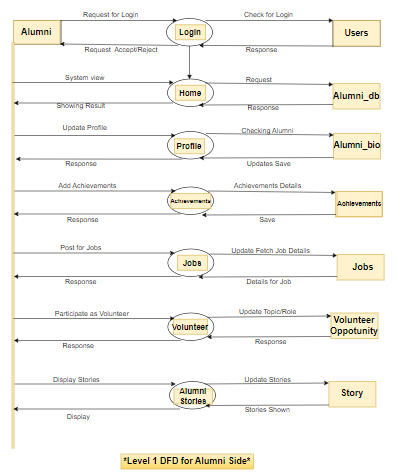 Request for Login
Check for Login
Alumni
Login
Users
Request  Accept/Reject
Response
System view
Request
Home
Alumni_db
Showing Result
Response
Update Profile
Checking Alumni
Profile
Alumni_bio
Response
Updates Save
Add Achievements
Achievements Details
Achievements
Achievements
Response
Save
Post for Jobs
Update Fetch Job Details
Jobs
Jobs
Response
Details for Job
Participate as Volunteer
Update Topic/Role
Volunteer
Volunteer
Oppotunity
Response
Response
Display Stories
Update Stories
Alumni
Stories
Story
Display
Stories Shown
*Level 1 DFD for Alumni Side*